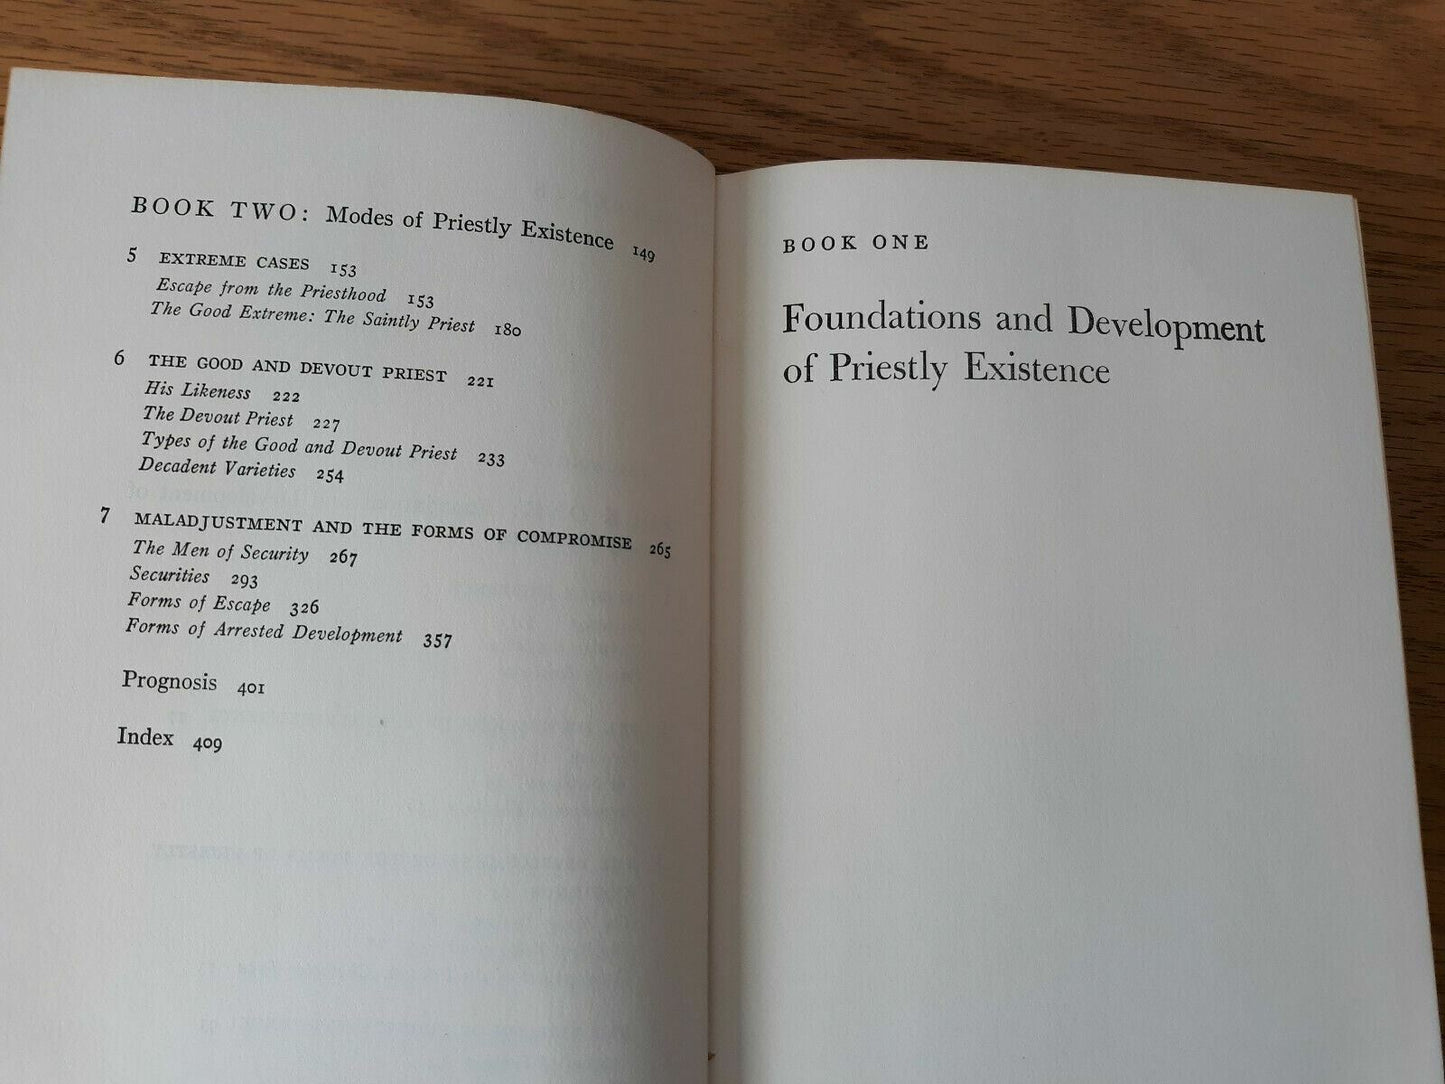 BOOK TWO: Modes of Priestly Existence 149
5 EXTREME CASES 153
Escape from the Priesthood 153
The Good Extreme: The Saintly Priest 180
6 THE GOOD AND DEVOUT PRIEST 221
His Likeness 222
The Devout Priest 227
Types of the Good and Devout Priest 233
Decadent Varieties 254
7 MALADJUSTMENT AND THE FORMS OF COMPROMISE 265
The Men of Security 267
Securities 293
Forms of Escape 326
Forms of Arrested Development 357
Prognosis 401
Index 409
BOOK ONE
Foundations and Development
of Priestly Existence